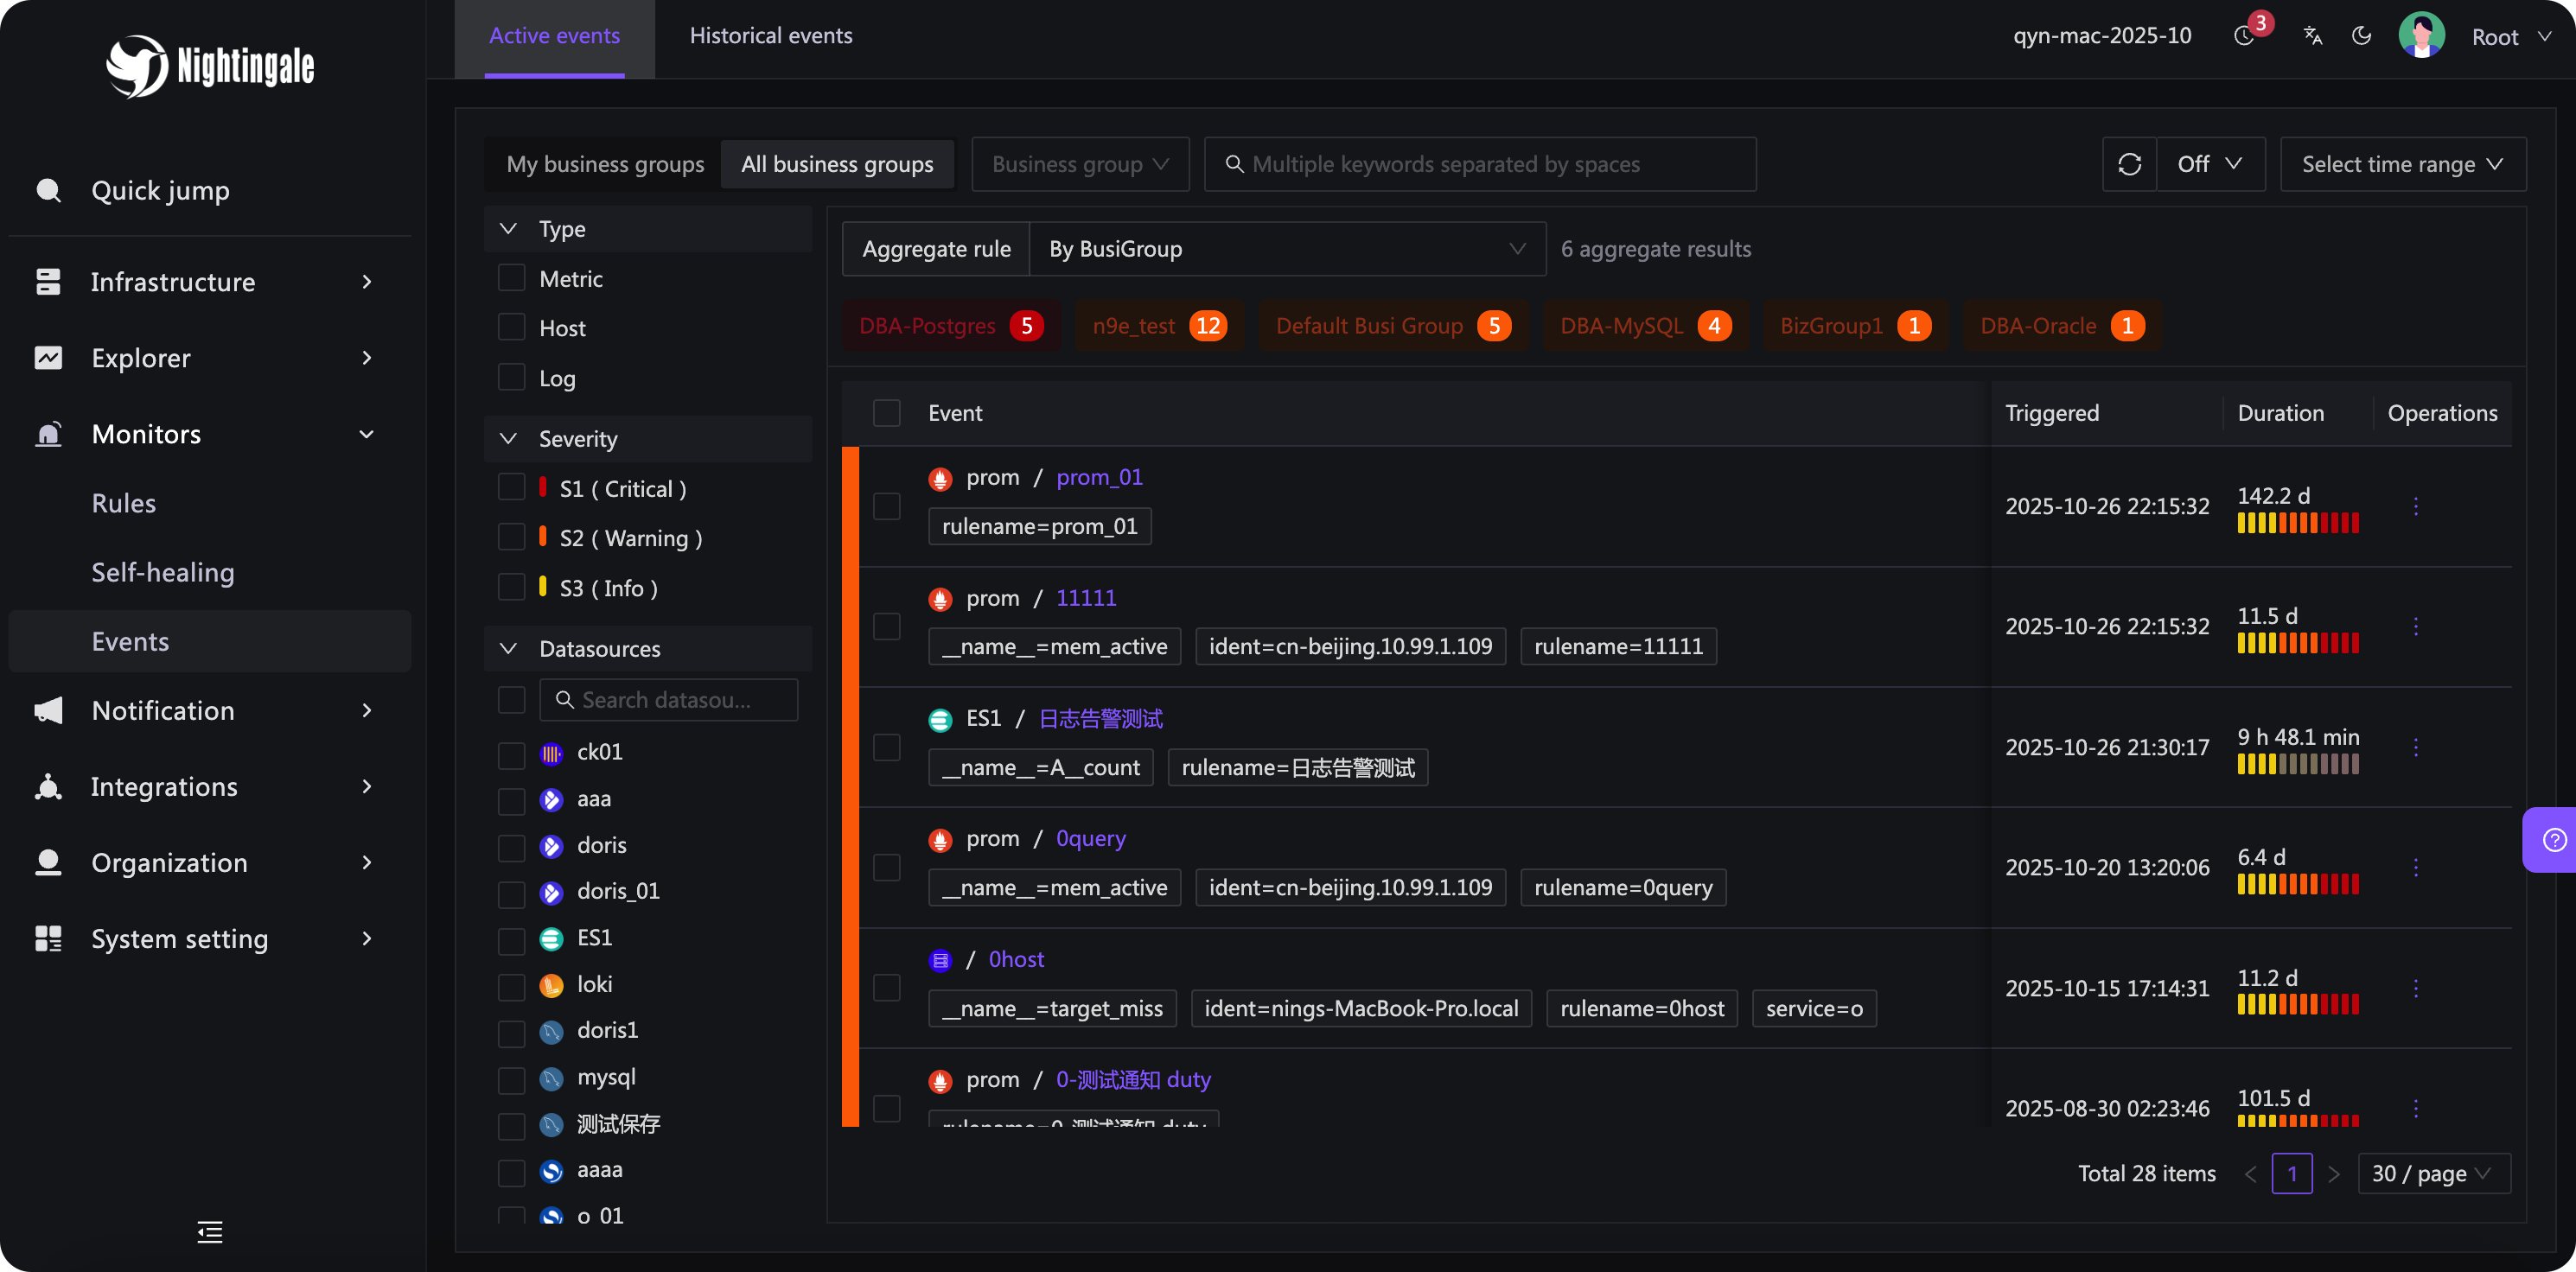 Nightingale
Active events
Historical events
qyn-mac-2025-10
3
Root
Quick jump
Infrastructure
Explorer
Monitors
Rules
Self-healing
Events
Notification
Integrations
Organization
System setting
My business groups
All business groups
Business group
Multiple keywords separated by spaces
Off
Select time range
Type
Metric
Host
Log
Severity
S1 ( Critical )
S2 ( Warning )
S3 ( Info )
Datasources
Search datasou...
ck01
aaa
doris
doris_01
ES1
loki
doris1
mysql
测试保存
aaaa
o_01
Aggregate rule
By BusiGroup
6 aggregate results
DBA-Postgres 5
n9e_test 12
Default Busi Group 5
DBA-MySQL 4
BizGroup1 1
DBA-Oracle 1
Event Triggered Duration Operations
prom / prom_01
rulename=prom_01
2025-10-26 22:15:32
142.2 d
prom / 11111
__name__=mem_active ident=cn-beijing.10.99.1.109 rulename=11111
2025-10-26 22:15:32
11.5 d
ES1 / 日志告警测试
__name__=A__count rulename=日志告警测试
2025-10-26 21:30:17
9 h 48.1 min
prom / 0query
__name__=mem_active ident=cn-beijing.10.99.1.109 rulename=0query
2025-10-20 13:20:06
6.4 d
/ 0host
__name__=target_miss ident=nings-MacBook-Pro.local rulename=0host service=o
2025-10-15 17:14:31
11.2 d
prom / 0-测试通知 duty
rulename=0-测试通知 duty
2025-08-30 02:23:46
101.5 d
Total 28 items
1
30 / page